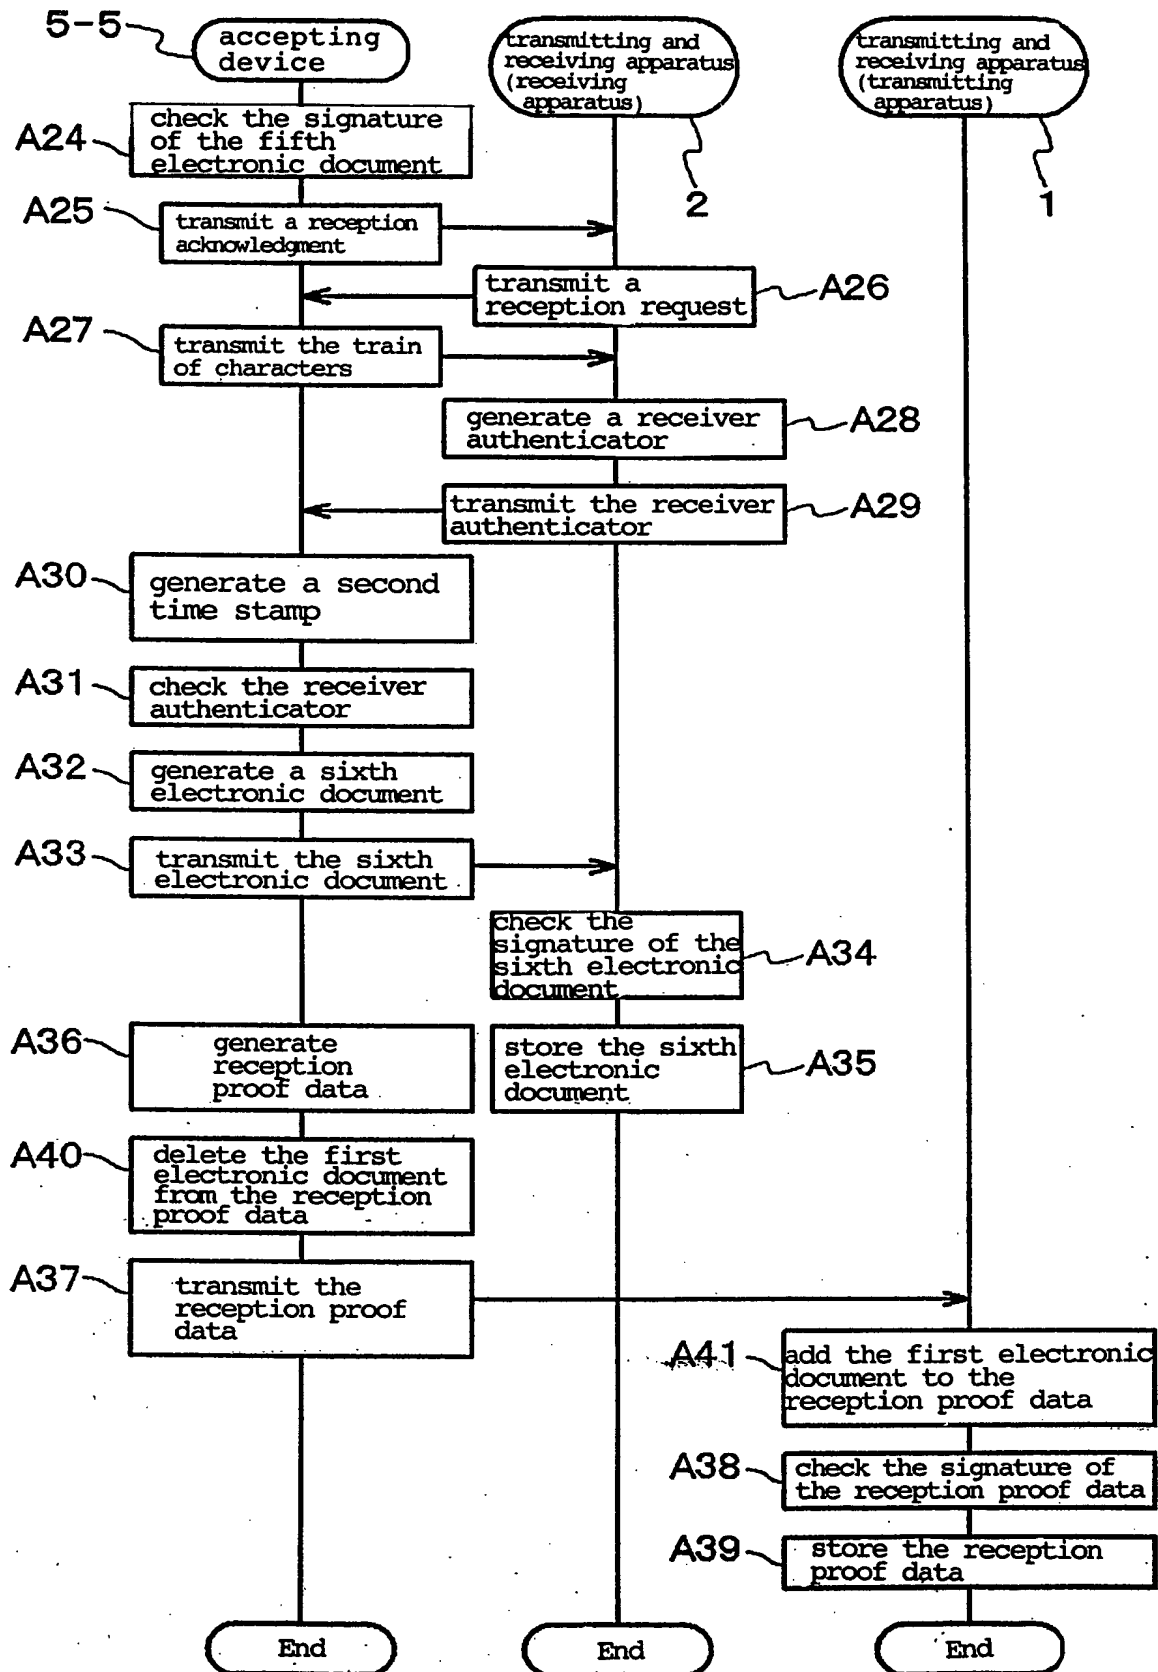 5-5
accepting
device
transmitting and
receiving apparatus
(receiving
apparatus)
transmitting and
receiving apparatus
(transmitting
apparatus)
2
1
A24
check the signature
of the fifth
electronic document
A25
transmit a reception
acknowledgment
transmit a
reception request
A26
A27
transmit the train
of characters
generate a receiver
authenticator
A28
transmit the receiver
authenticator
A29
A30
generate a second
time stamp
A31
check the receiver
authenticator
A32
generate a sixth
electronic document
A33
transmit the sixth
electronic document
check the
signature of the
sixth electronic
document
A34
A36
generate
reception
proof data
store the sixth
electronic
document
A35
A40
delete the first
electronic document
from the reception
proof data
A37
transmit the
reception proof
data
A41
add the first electronic
document to the
reception proof data
A38
check the signature of
the reception proof data
A39
store the reception
proof data
End
End
End